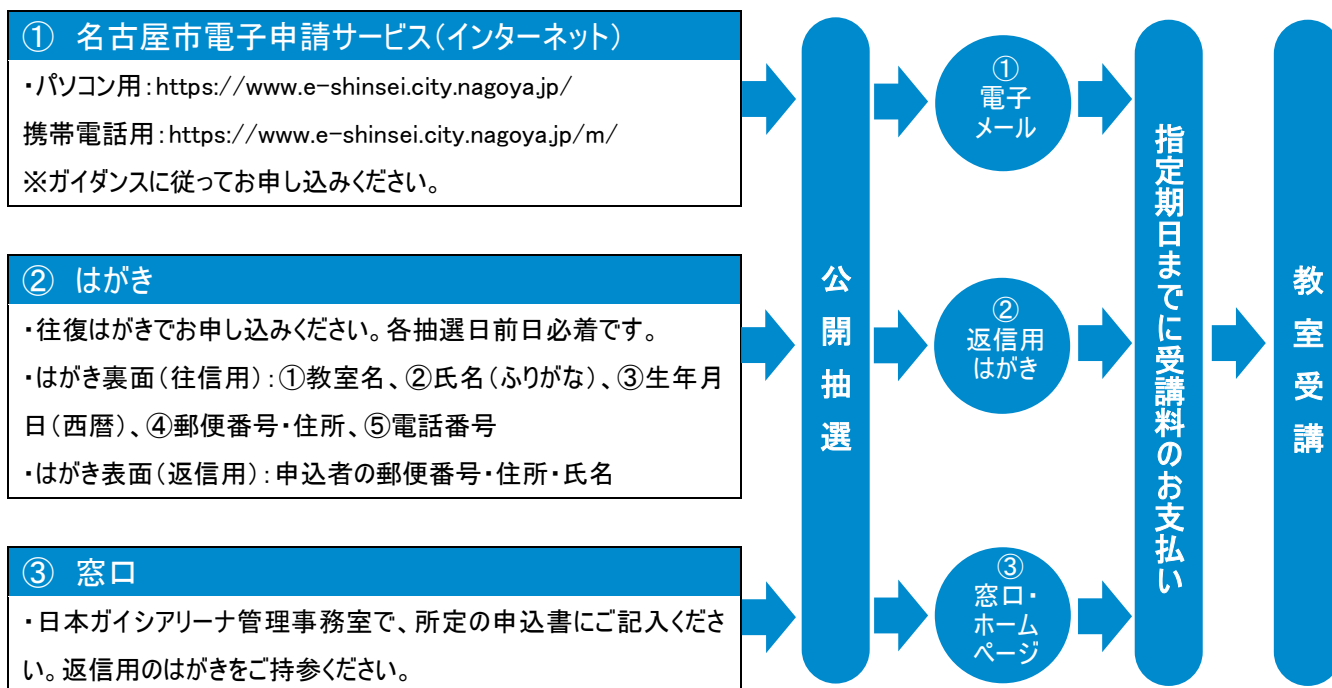 ① 名古屋市電子申請サービス(インターネット)
・パソコン用:https://www.e-shinsei.city.nagoya.jp/
携帯電話用:https://www.e-shinsei.city.nagoya.jp/m/
※ガイダンスに従ってお申し込みください。
② はがき
・往復はがきでお申し込みください。各抽選日前日必着です。
・はがき裏面(往信用):①教室名、②氏名(ふりがな)、③生年月
日(西暦)、④郵便番号・住所、⑤電話番号
・はがき表面(返信用):申込者の郵便番号・住所・氏名
③ 窓口
・日本ガイシアリーナ管理事務室で、所定の申込書にご記入くださ
い。返信用のはがきをご持参ください。
公開抽選
①
電子
メール
②
返信用
はがき
③
窓口・
ホーム
ページ
指定期日までに受講料のお支払い
教室受講